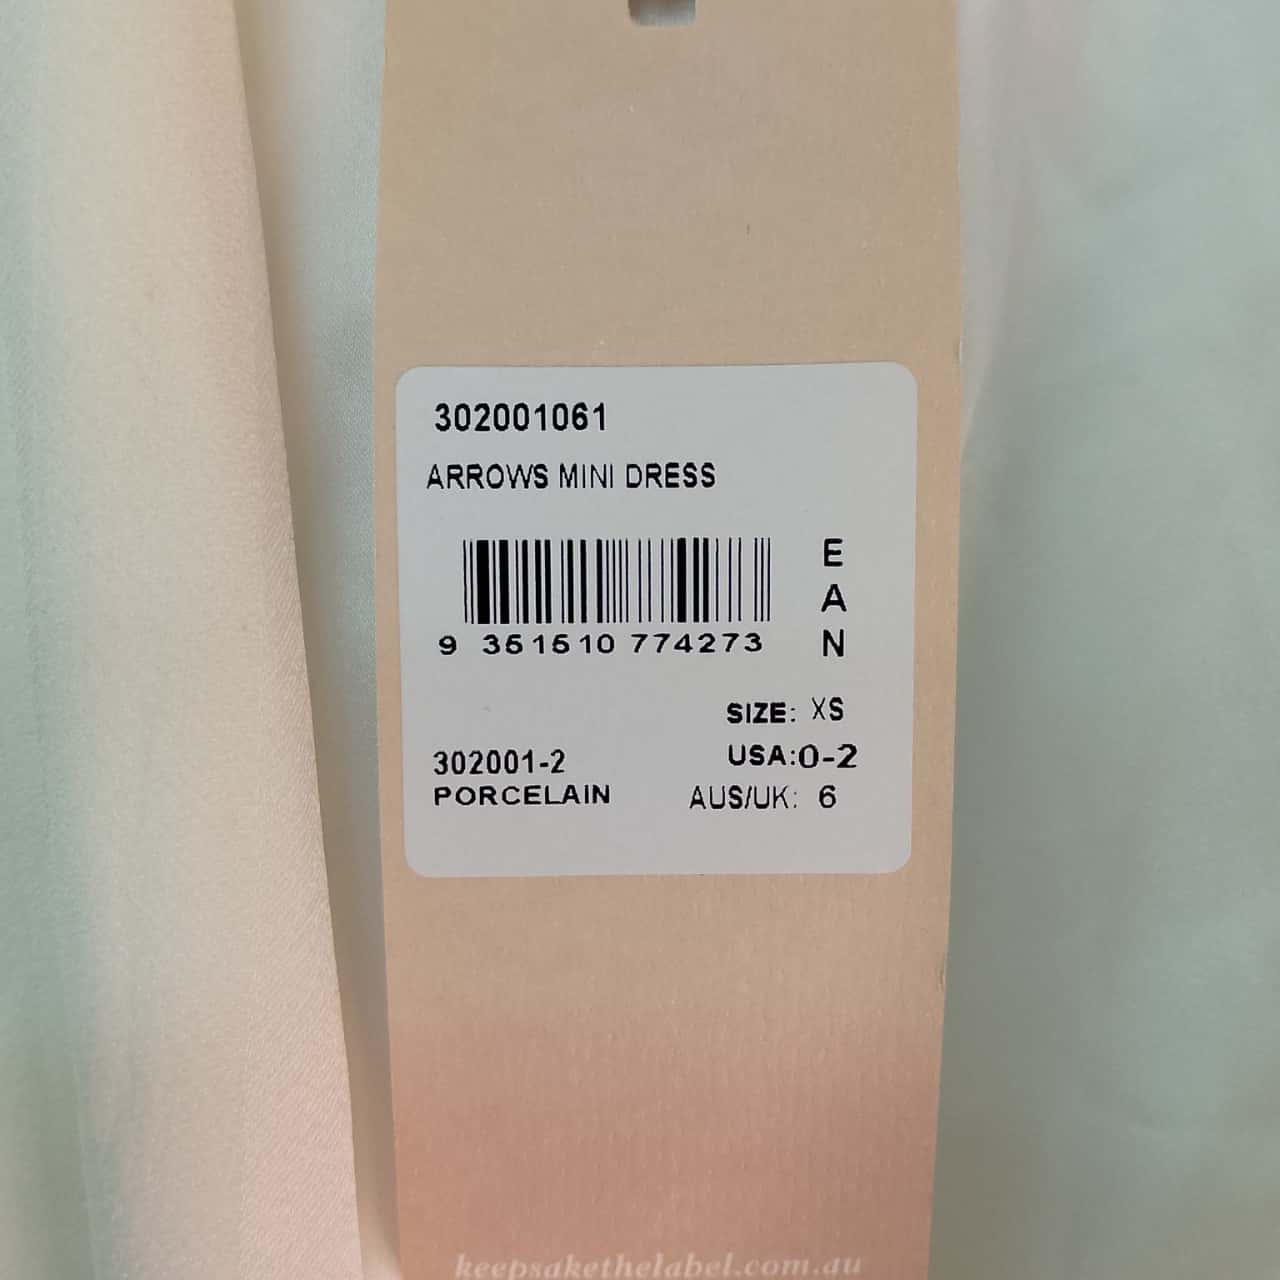 302001061
ARROWS MINI DRESS
EAN
9 351510 774273
SIZE: XS
302001-2
USA:0-2
PORCELAIN
AUS/UK: 6
keepsakethelabel.com.au